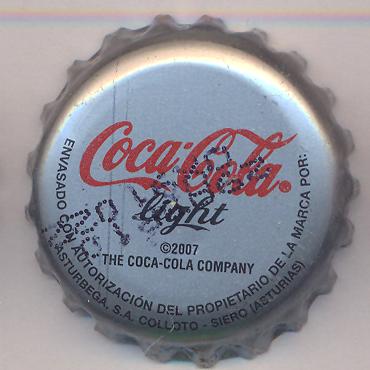 Coca-Cola®
light
©2007
THE COCA-COLA COMPANY
ENVASADO CON AUTORIZACIÓN DEL PROPIETARIO DE LA MARCA POR:
ASTURBEGA, S.A. COLLOTO - SIERO (ASTURIAS)